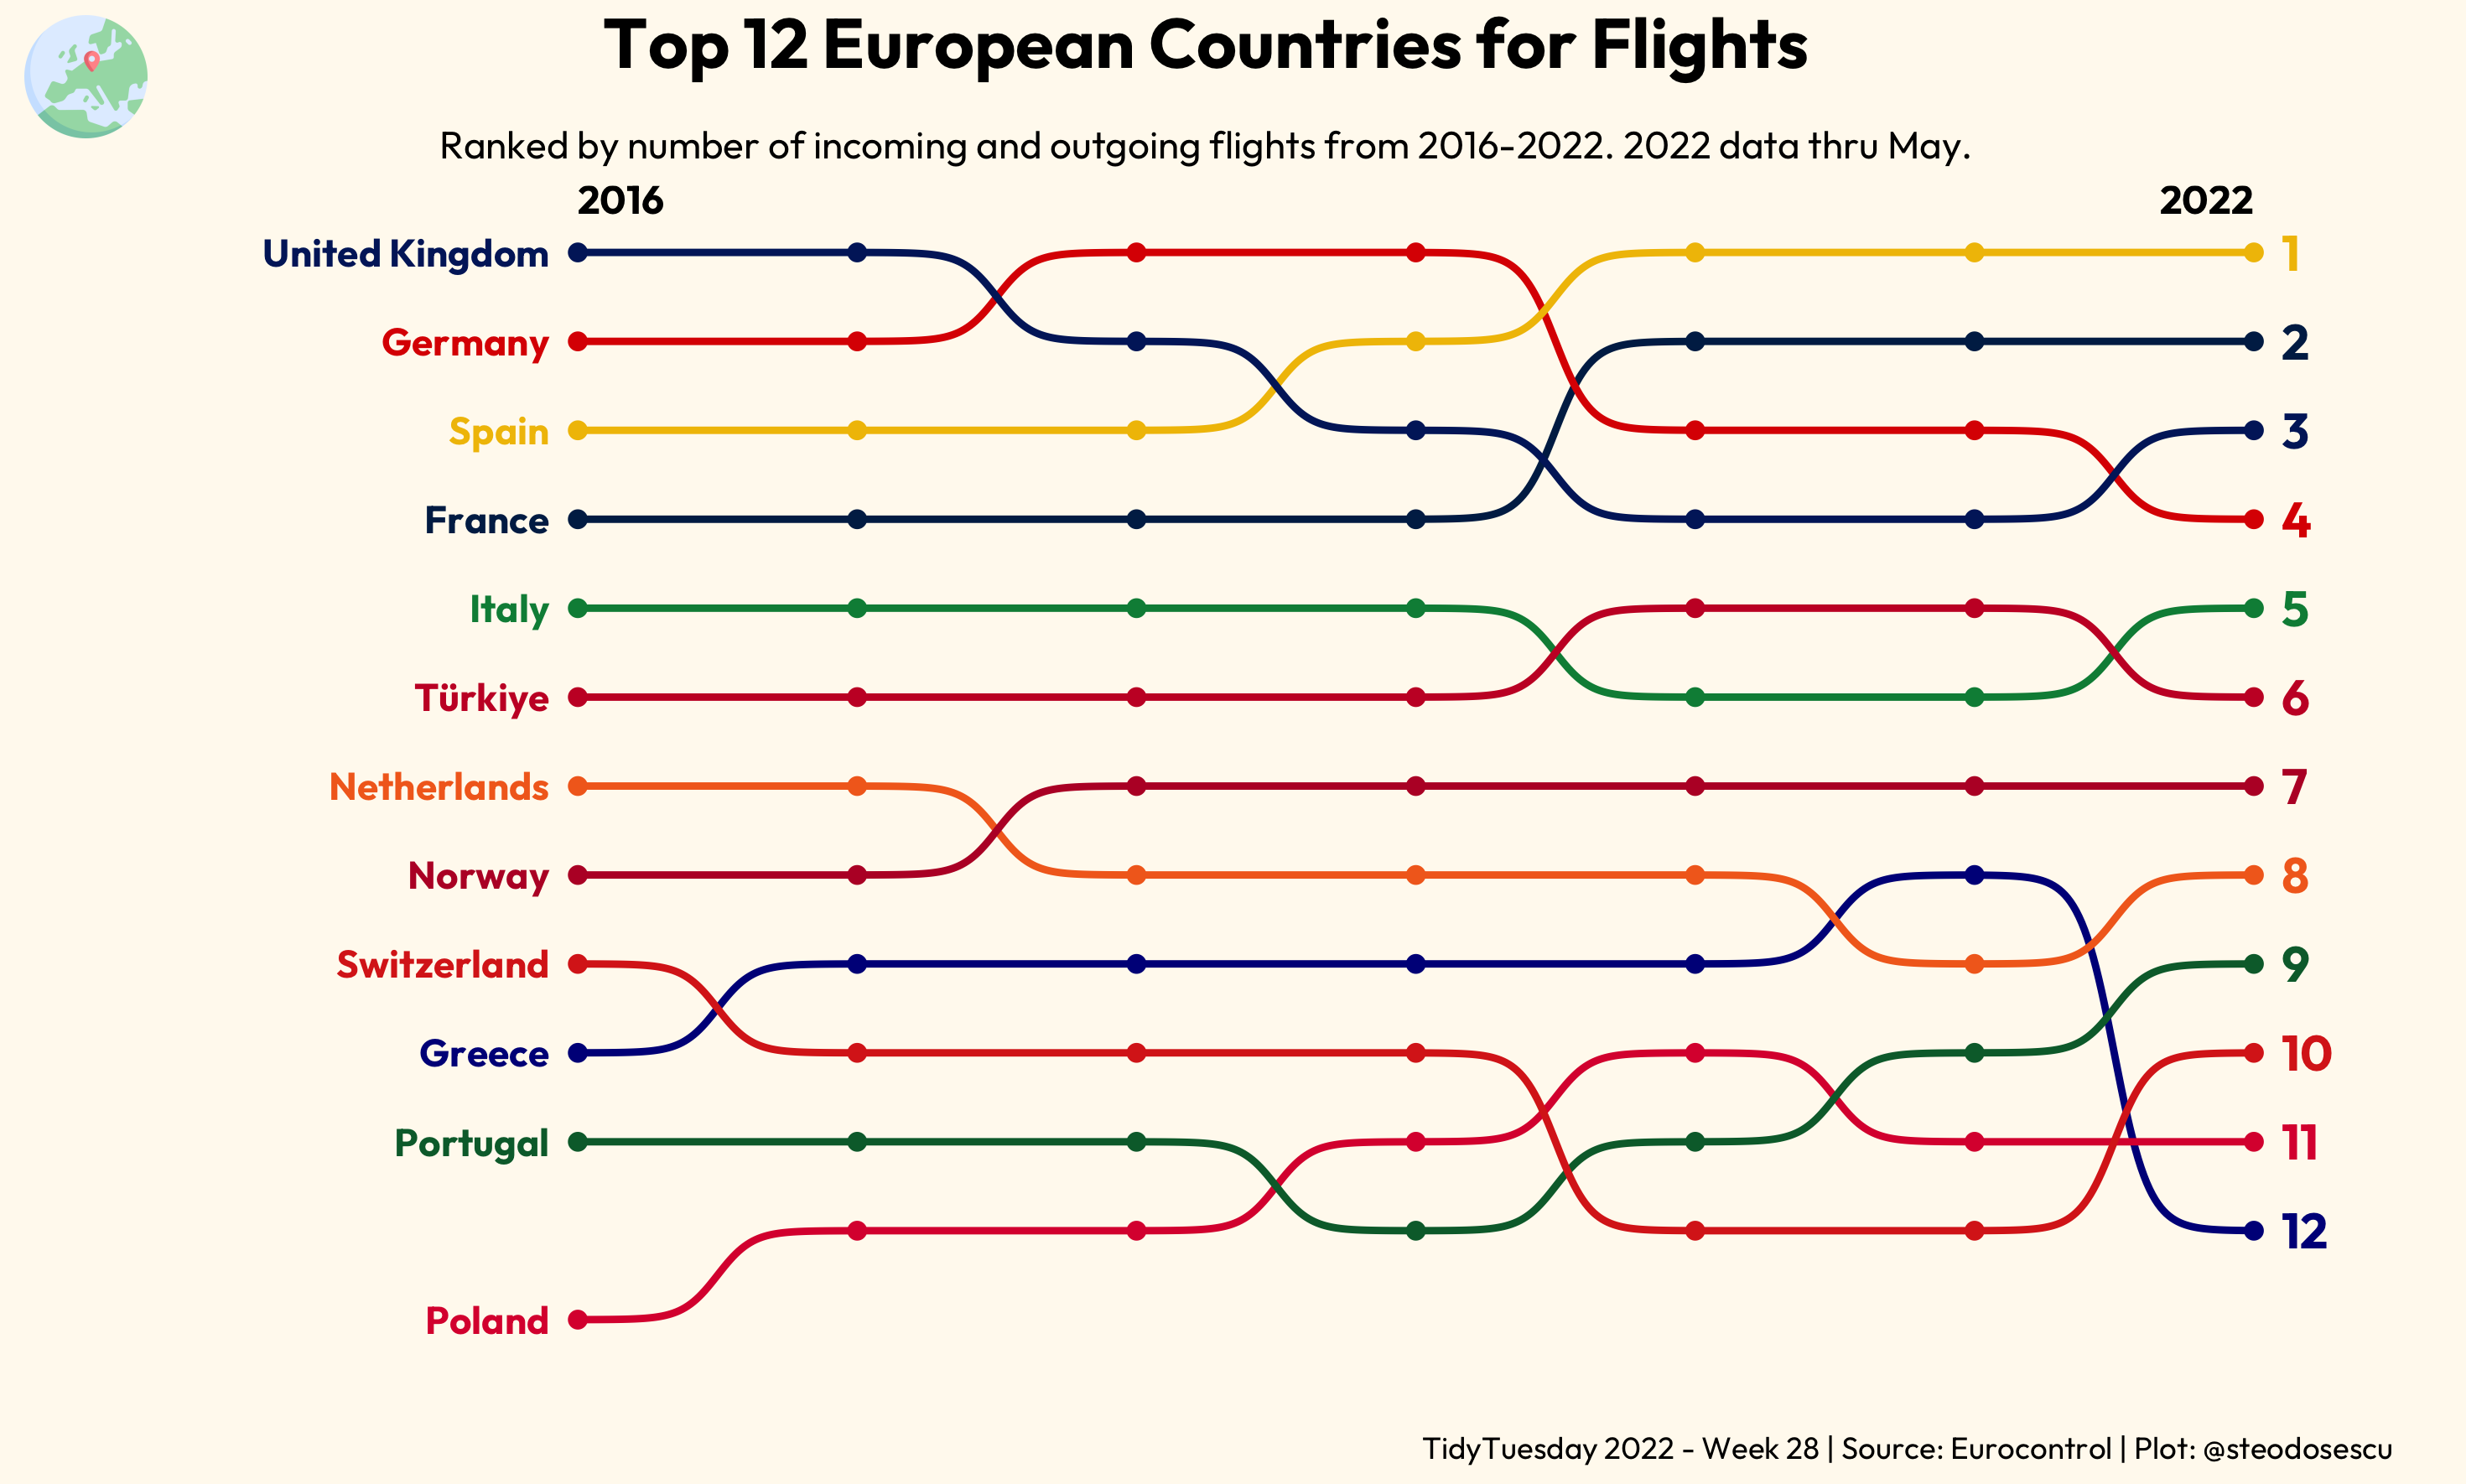 Top 12 European Countries for Flights
Ranked by number of incoming and outgoing flights from 2016-2022. 2022 data thru May.
2016 2022
United Kingdom 1
Germany 2
Spain 3
France 4
Italy 5
Türkiye 6
Netherlands 7
Norway 8
Switzerland 9
Greece 10
Portugal 11
12
Poland
TidyTuesday 2022 - Week 28 | Source: Eurocontrol | Plot: @steodosescu